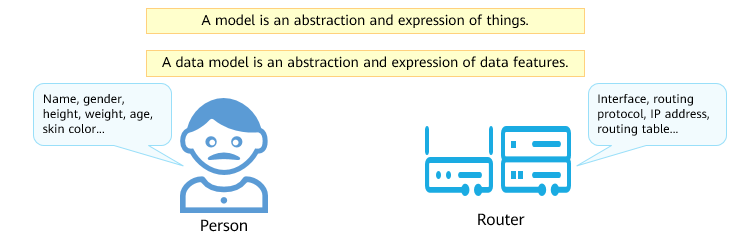 A model is an abstraction and expression of things.
A data model is an abstraction and expression of data features.
Name, gender,
height, weight, age,
skin color...
Interface, routing
protocol, IP address,
routing table...
Person
Router